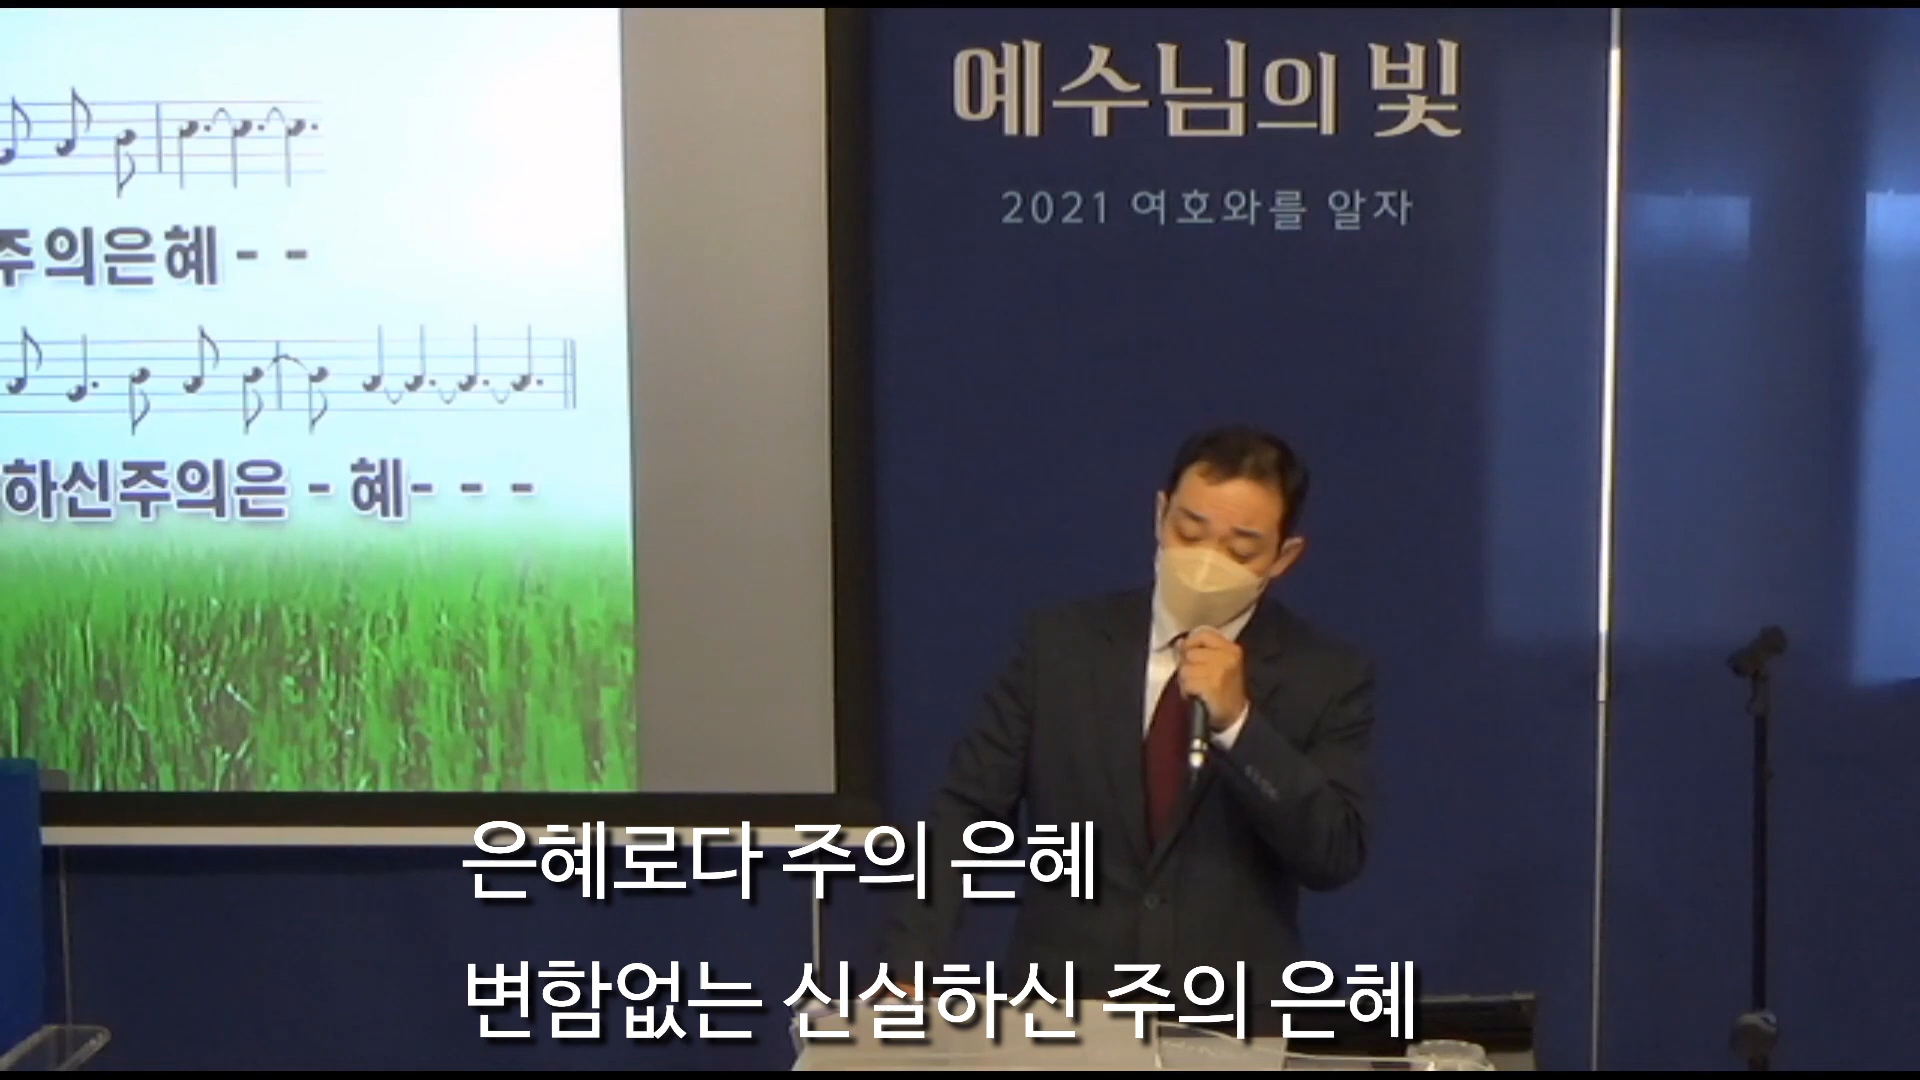 예수님의 빛
2021 여호와를 알자
주의은혜 - -
하신주의은 - 혜 - - -
은혜로다 주의 은혜
변함없는 신실하신 주의 은혜